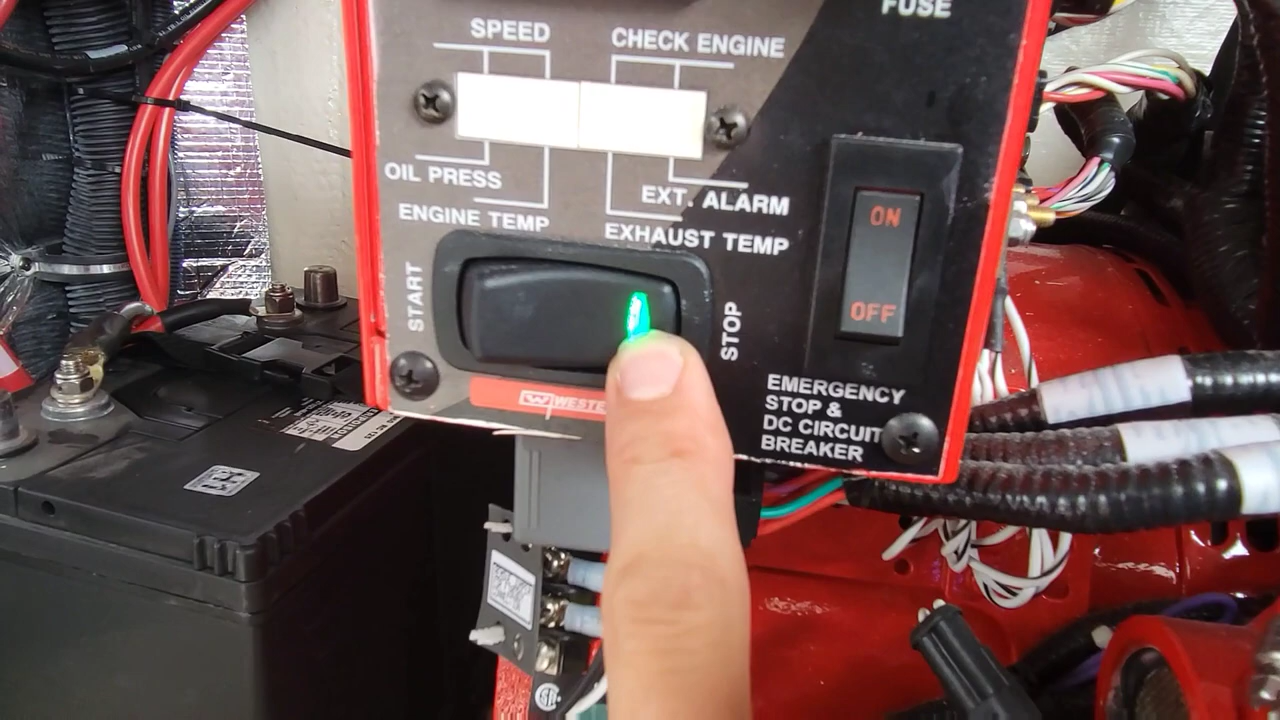 FUSE
SPEED
CHECK ENGINE
OIL PRESS
EXT. ALARM
ENGINE TEMP
EXHAUST TEMP
START
STOP
ON
OFF
EMERGENCY
STOP &
DC CIRCUIT
BREAKER